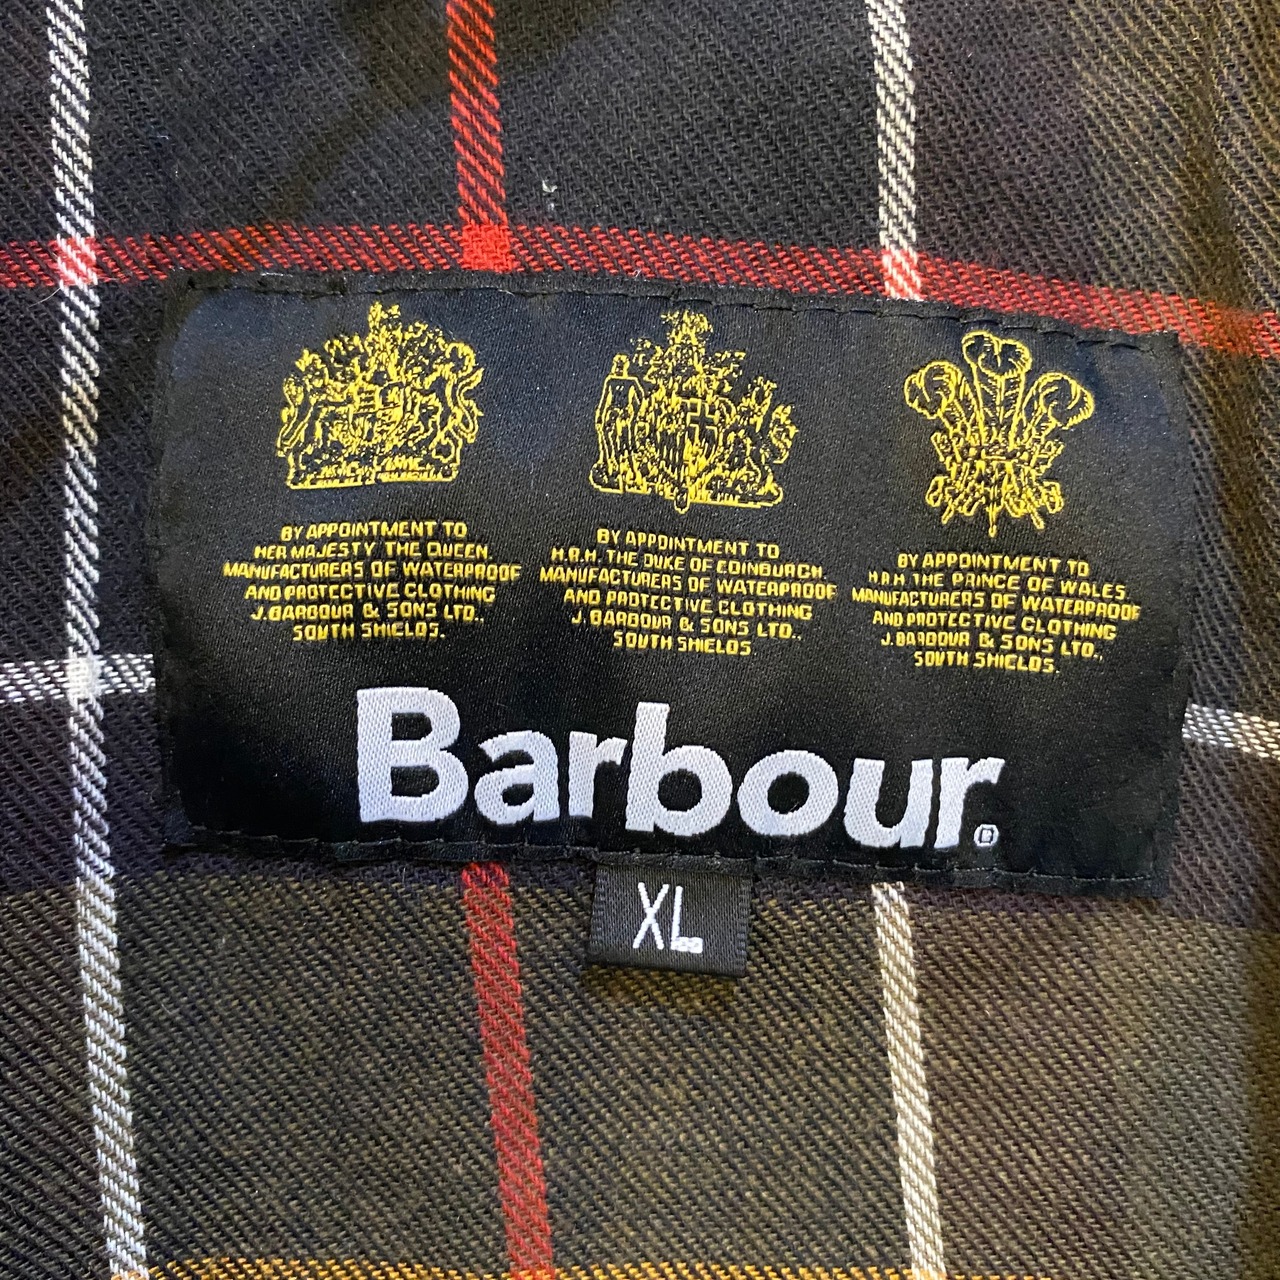 BY APPOINTMENT TO
HER MAJESTY THE QUEEN.
MANUFACTURERS OF WATERPROOF
AND PROTECTIVE CLOTHING
J. BARBOUR & SONS LTD.,
SOUTH SHIELDS.
BY APPOINTMENT TO
H.R.H. THE DUKE OF EDINBURGH.
MANUFACTURERS OF WATERPROOF
AND PROTECTIVE CLOTHING
J. BARBOUR & SONS LTD.,
SOUTH SHIELDS
BY APPOINTMENT TO
H.R.H. THE PRINCE OF WALES
MANUFACTURERS OF WATERPROOF
AND PROTECTIVE CLOTHING
J. BARBOUR & SONS LTD.,
SOUTH SHIELDS.
Barbour®
XL